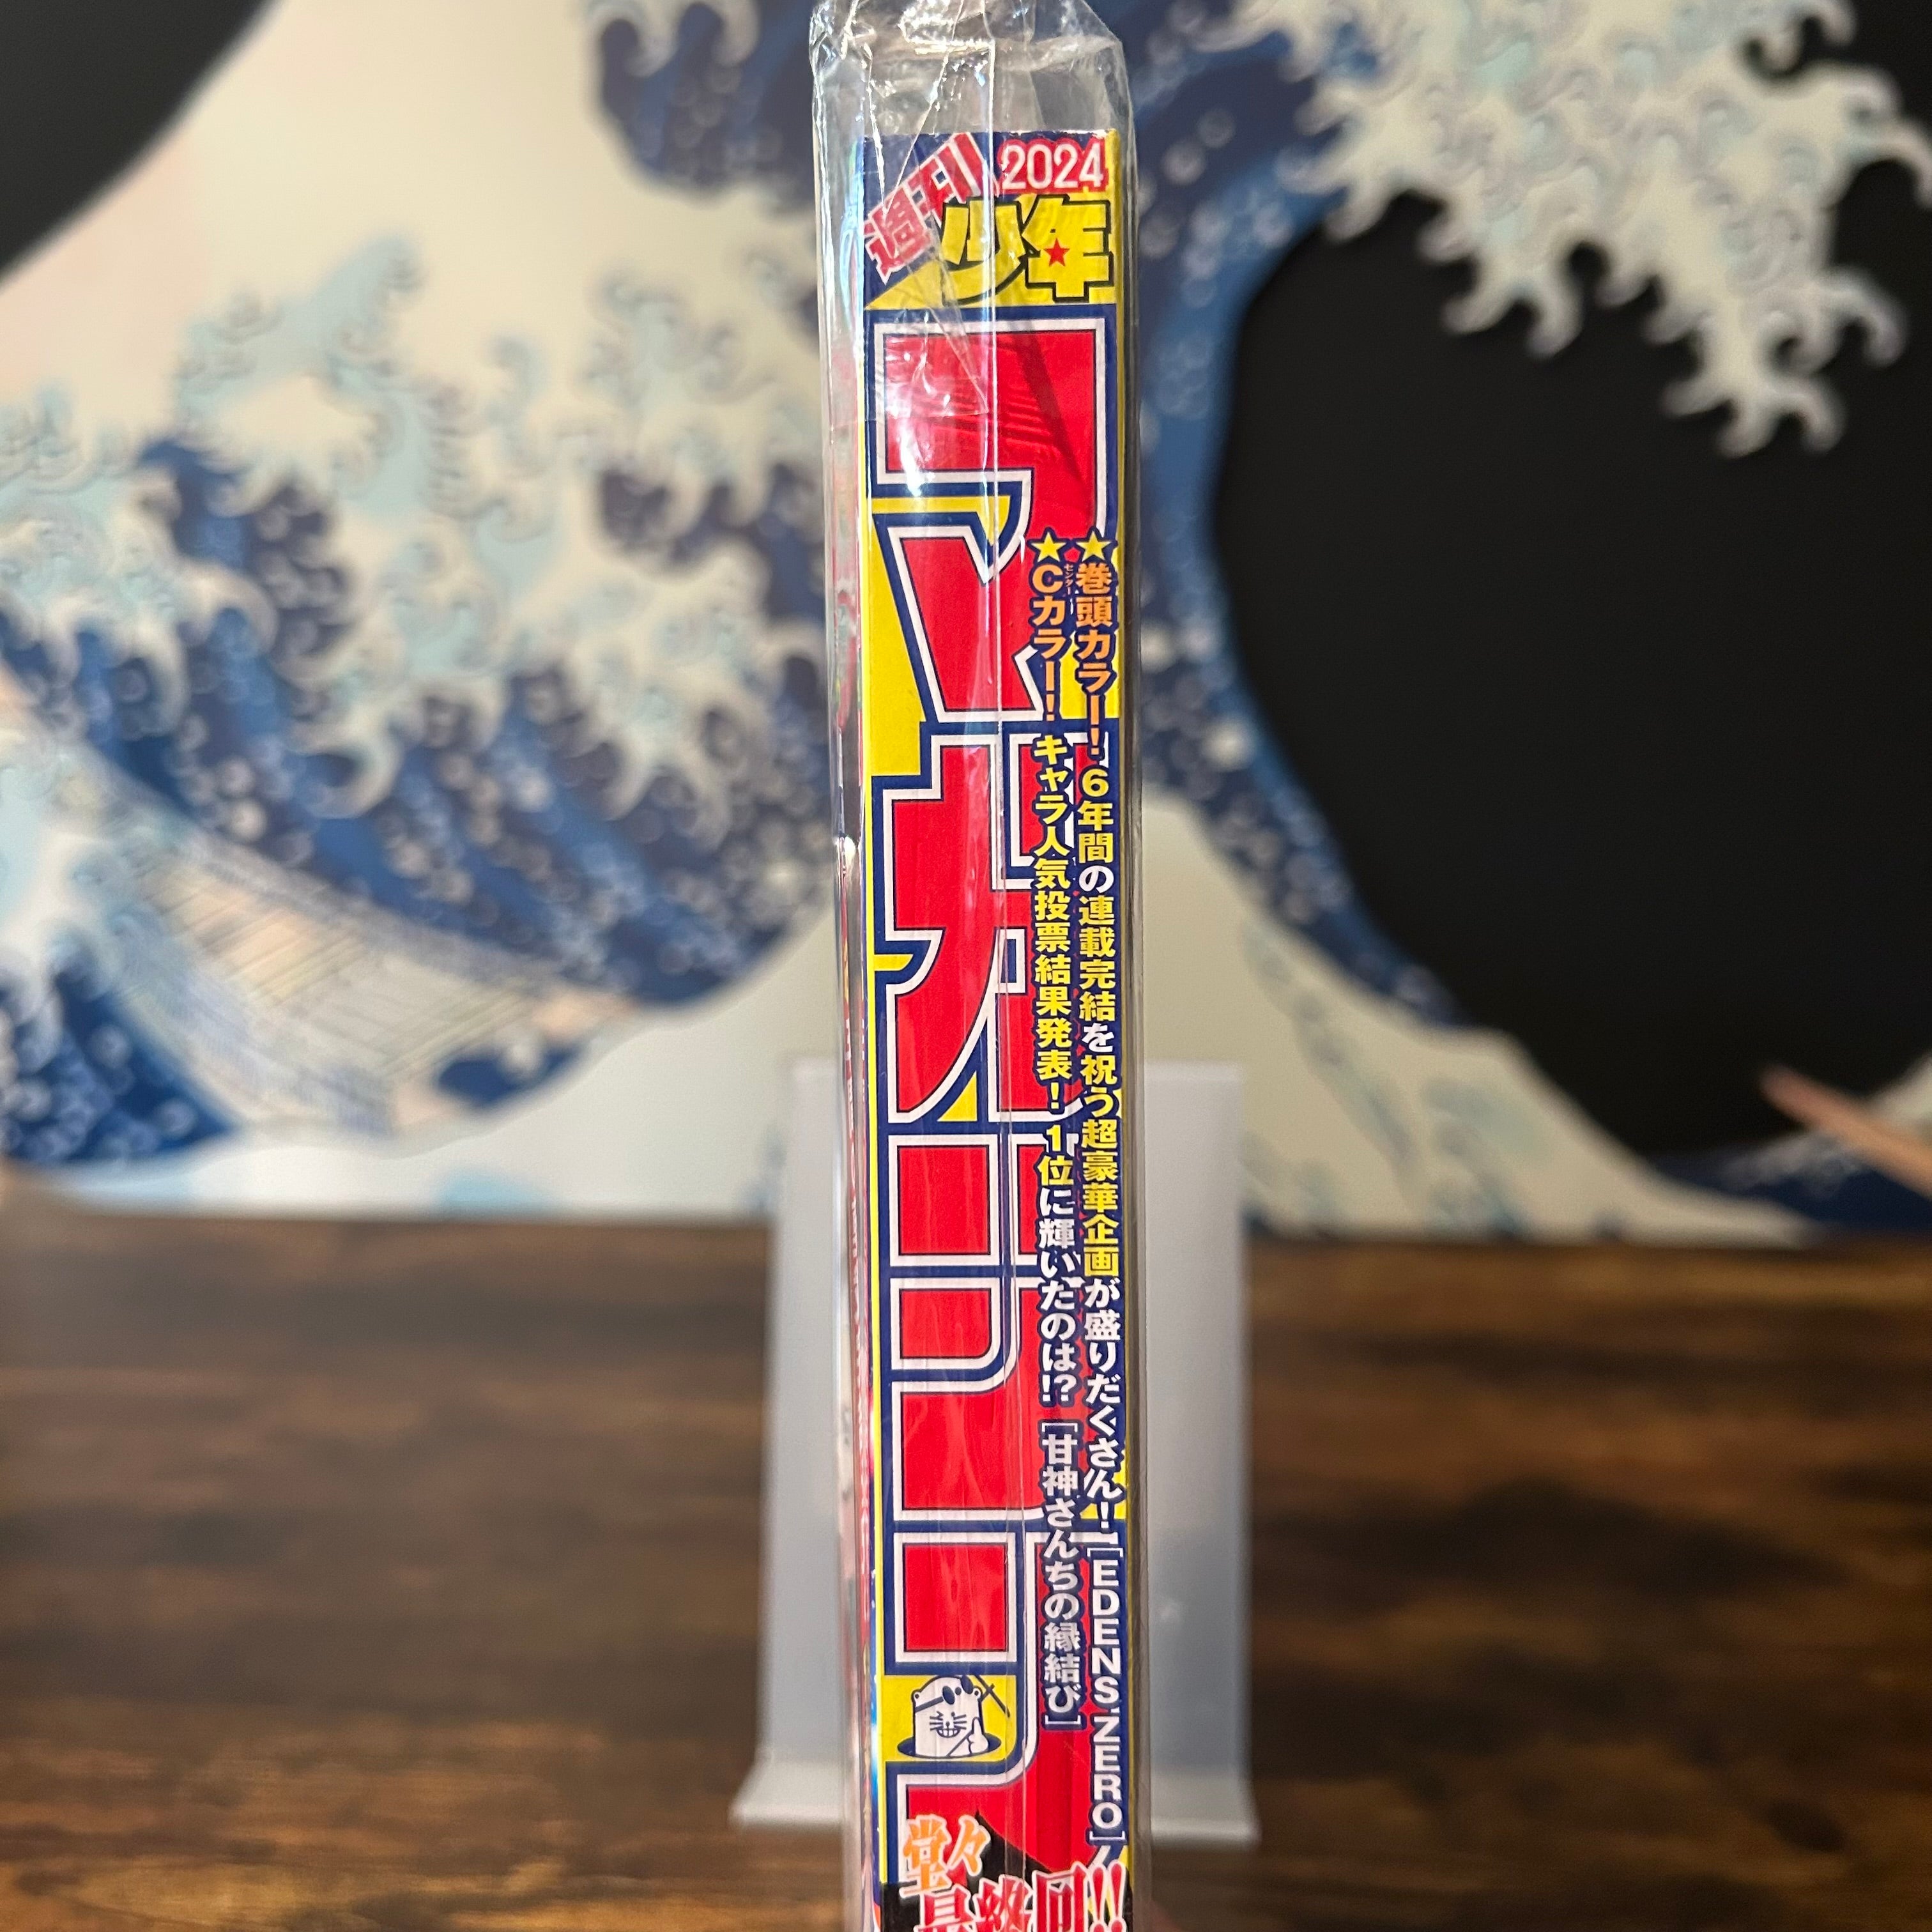 2024
週刊
少年
マガジン
★巻頭カラー!6年間の連載完結を祝う超豪華企画が盛りだくさん!［EDENS ZERO］
★Cカラー!キャラ人気投票結果発表!1位に輝いたのは!?［甘神さんちの縁結び］
センター
堂々
最終回!!